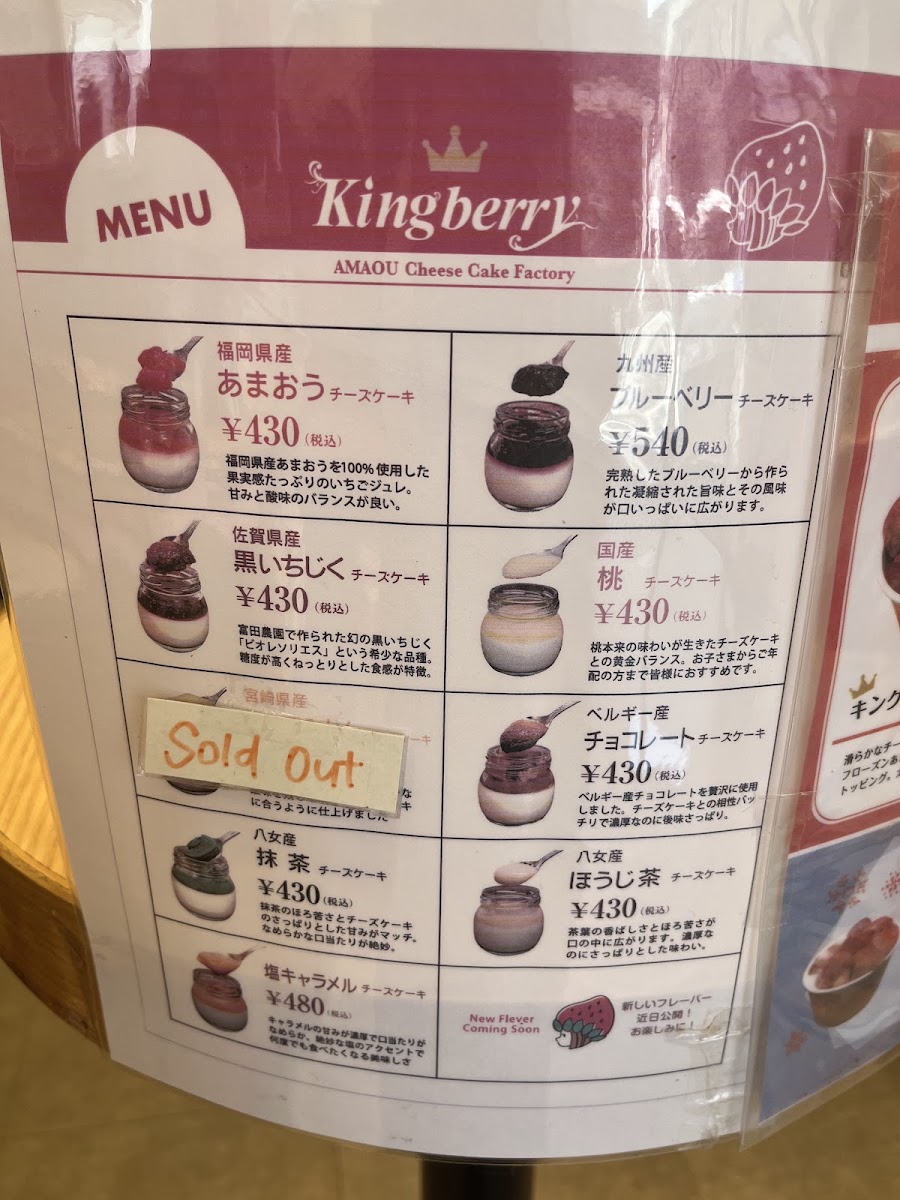 MENU
Kingberry
AMAOU Cheese Cake Factory
福岡県産
あまおう チーズケーキ
¥430(税込)
福岡県産あまおうを100%使用した
果実感たっぷりのいちごジュレ。
甘みと酸味のバランスが良い。
九州産
ブルーベリー チーズケーキ
¥540(税込)
完熟したブルーベリーから作ら
れた凝縮された旨味とその風味
が口いっぱいに広がります。
佐賀県産
黒いちじく チーズケーキ
¥430(税込)
富田農園で作られた幻の黒いちじく
「ビオレソリエス」という希少な品種。
糖度が高くねっとりとした食感が特徴。
国産
桃 チーズケーキ
¥430(税込)
桃本来の味わいが生きたチーズケーキ
との黄金バランス。お子さまからご年
配の方まで皆様におすすめです。
宮崎県産
Sold Out
に合うように仕上げました
ベルギー産
チョコレート チーズケーキ
¥430(税込)
ベルギー産チョコレートを贅沢に使用
しました。チーズケーキとの相性バッ
チリで濃厚なのに後味さっぱり。
八女産
抹茶 チーズケーキ
¥430(税込)
抹茶のほろ苦さとチーズケーキ
のさっぱりとした甘みがマッチ。
なめらかな口当たりが絶妙。
八女産
ほうじ茶 チーズケーキ
¥430(税込)
茶葉の香ばしさとほろ苦さが
口の中に広がります。濃厚な
のにさっぱりとした味わい。
塩キャラメル チーズケーキ
¥480(税込)
キャラメルの甘みが濃厚で口当たりが
なめらか。絶妙な塩のアクセントで
何度でも食べたくなる美味しさ
New Flever
Coming Soon
新しいフレーバー
近日公開！
お楽しみに！
キング
滑らかなチー
フローズンあ
トッピング。